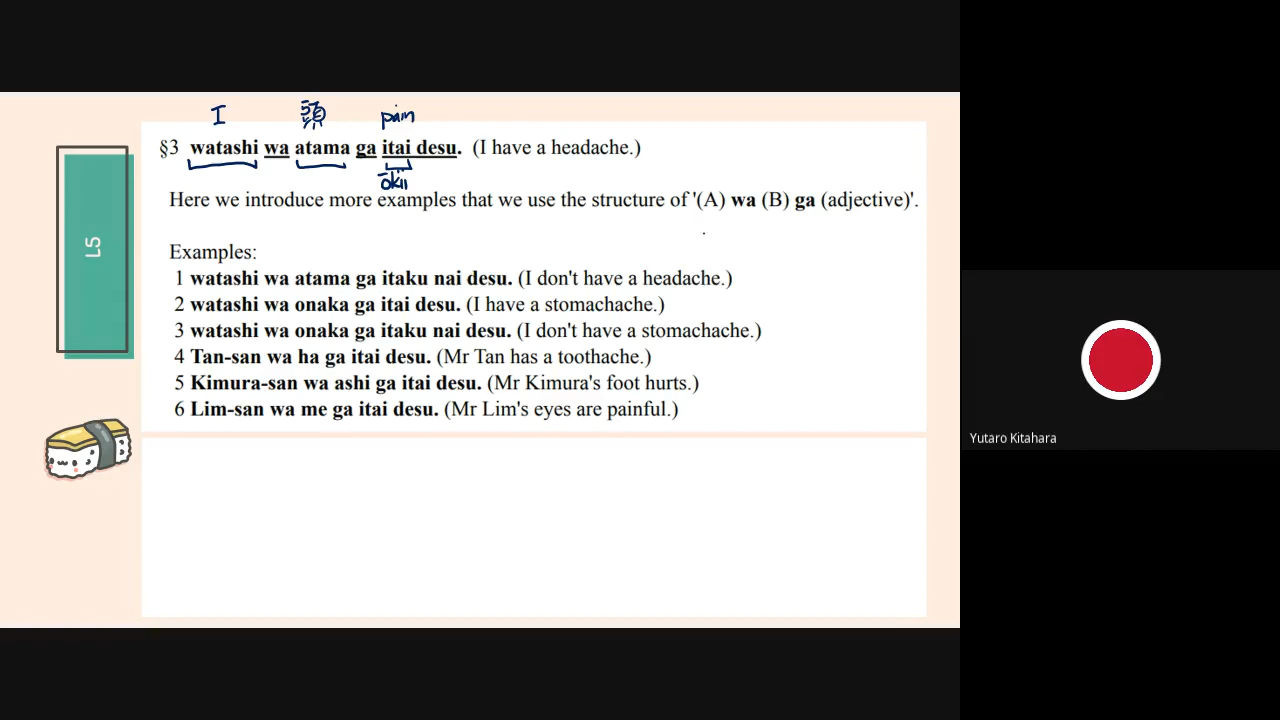 I 頭 pain
§3 watashi wa atama ga itai desu. (I have a headache.)
ōkii
Here we introduce more examples that we use the structure of '(A) wa (B) ga (adjective)'.
Examples:
1 watashi wa atama ga itaku nai desu. (I don't have a headache.)
2 watashi wa onaka ga itai desu. (I have a stomachache.)
3 watashi wa onaka ga itaku nai desu. (I don't have a stomachache.)
4 Tan-san wa ha ga itai desu. (Mr Tan has a toothache.)
5 Kimura-san wa ashi ga itai desu. (Mr Kimura's foot hurts.)
6 Lim-san wa me ga itai desu. (Mr Lim's eyes are painful.)
L5
Yutaro Kitahara